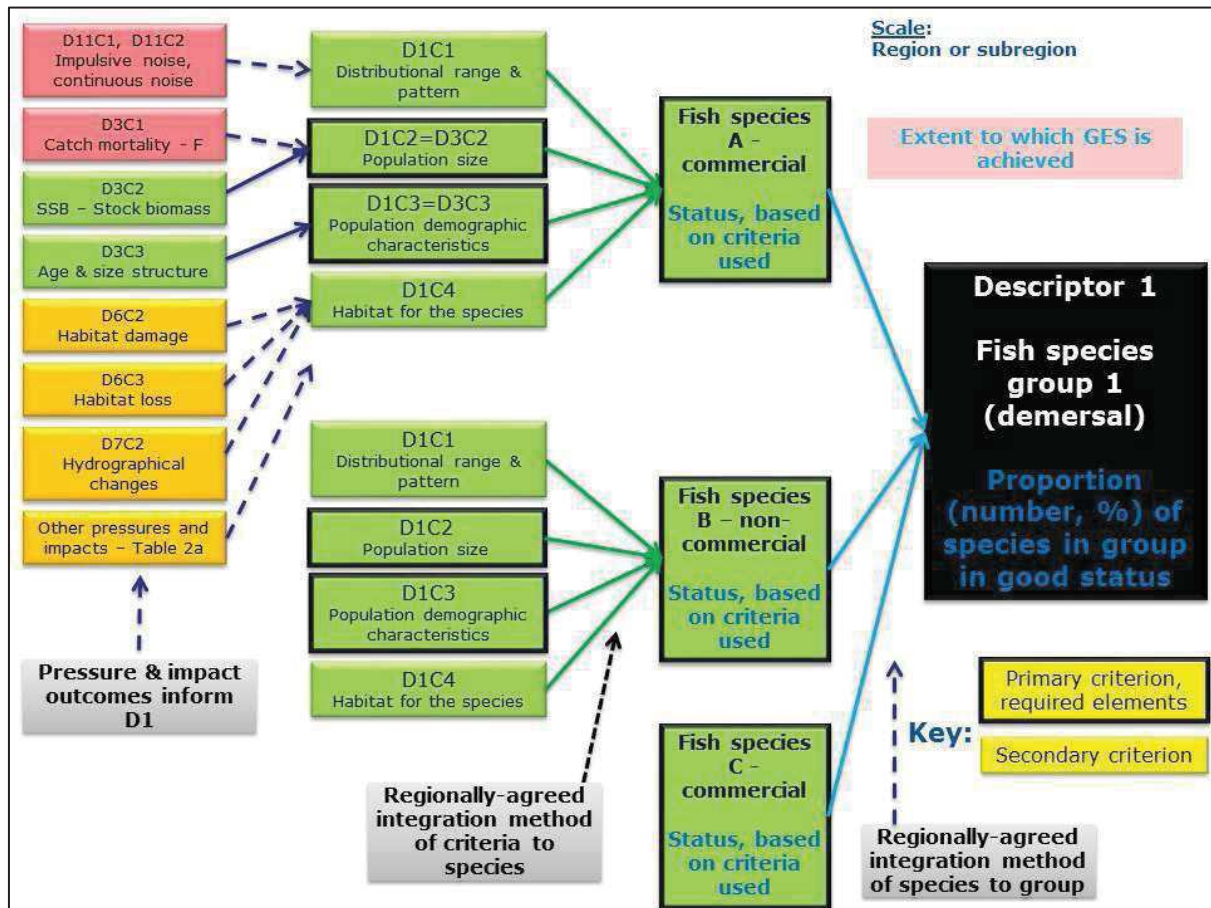 D11C1, D11C2
Impulsive noise,
continuous noise
D3C1
Catch mortality - F
D3C2
SSB – Stock biomass
D3C3
Age & size structure
D6C2
Habitat damage
D6C3
Habitat loss
D7C2
Hydrographical
changes
Other pressures and
impacts – Table 2a
Pressure & impact
outcomes inform
D1
D1C1
Distributional range &
pattern
D1C2=D3C2
Population size
D1C3=D3C3
Population demographic
characteristics
D1C4
Habitat for the species
D1C1
Distributional range &
pattern
D1C2
Population size
D1C3
Population demographic
characteristics
D1C4
Habitat for the species
Regionally-agreed
integration method
of criteria to
species
Fish species
A -
commercial
Status, based
on criteria
used
Fish species
B – non-
commercial
Status, based
on criteria
used
Fish species
C -
commercial
Status, based
on criteria
used
Scale:
Region or subregion
Extent to which GES is
achieved
Descriptor 1
Fish species
group 1
(demersal)
Proportion
(number, %) of
species in group
in good status
Key:
Primary criterion,
required elements
Secondary criterion
Regionally-agreed
integration method
of species to group